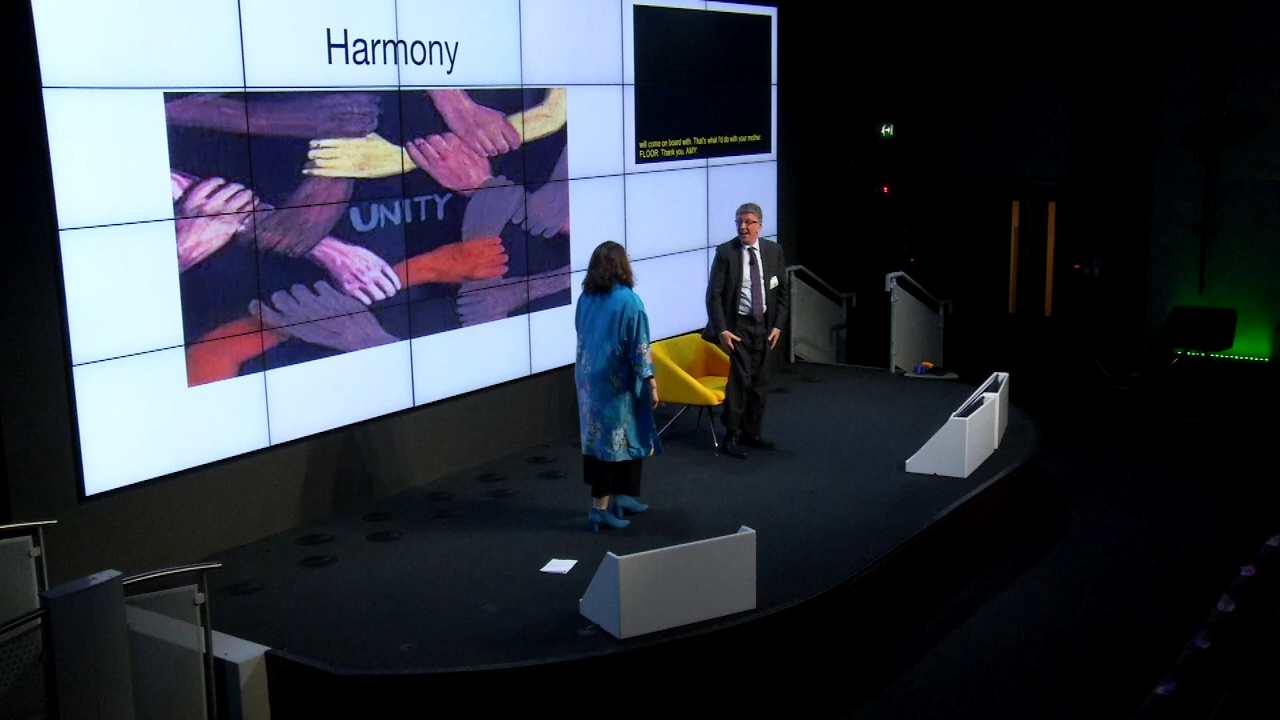 Harmony
UNITY
will come on board with. That's what I'd do with your mother.
FLOOR: Thank you. AMY: